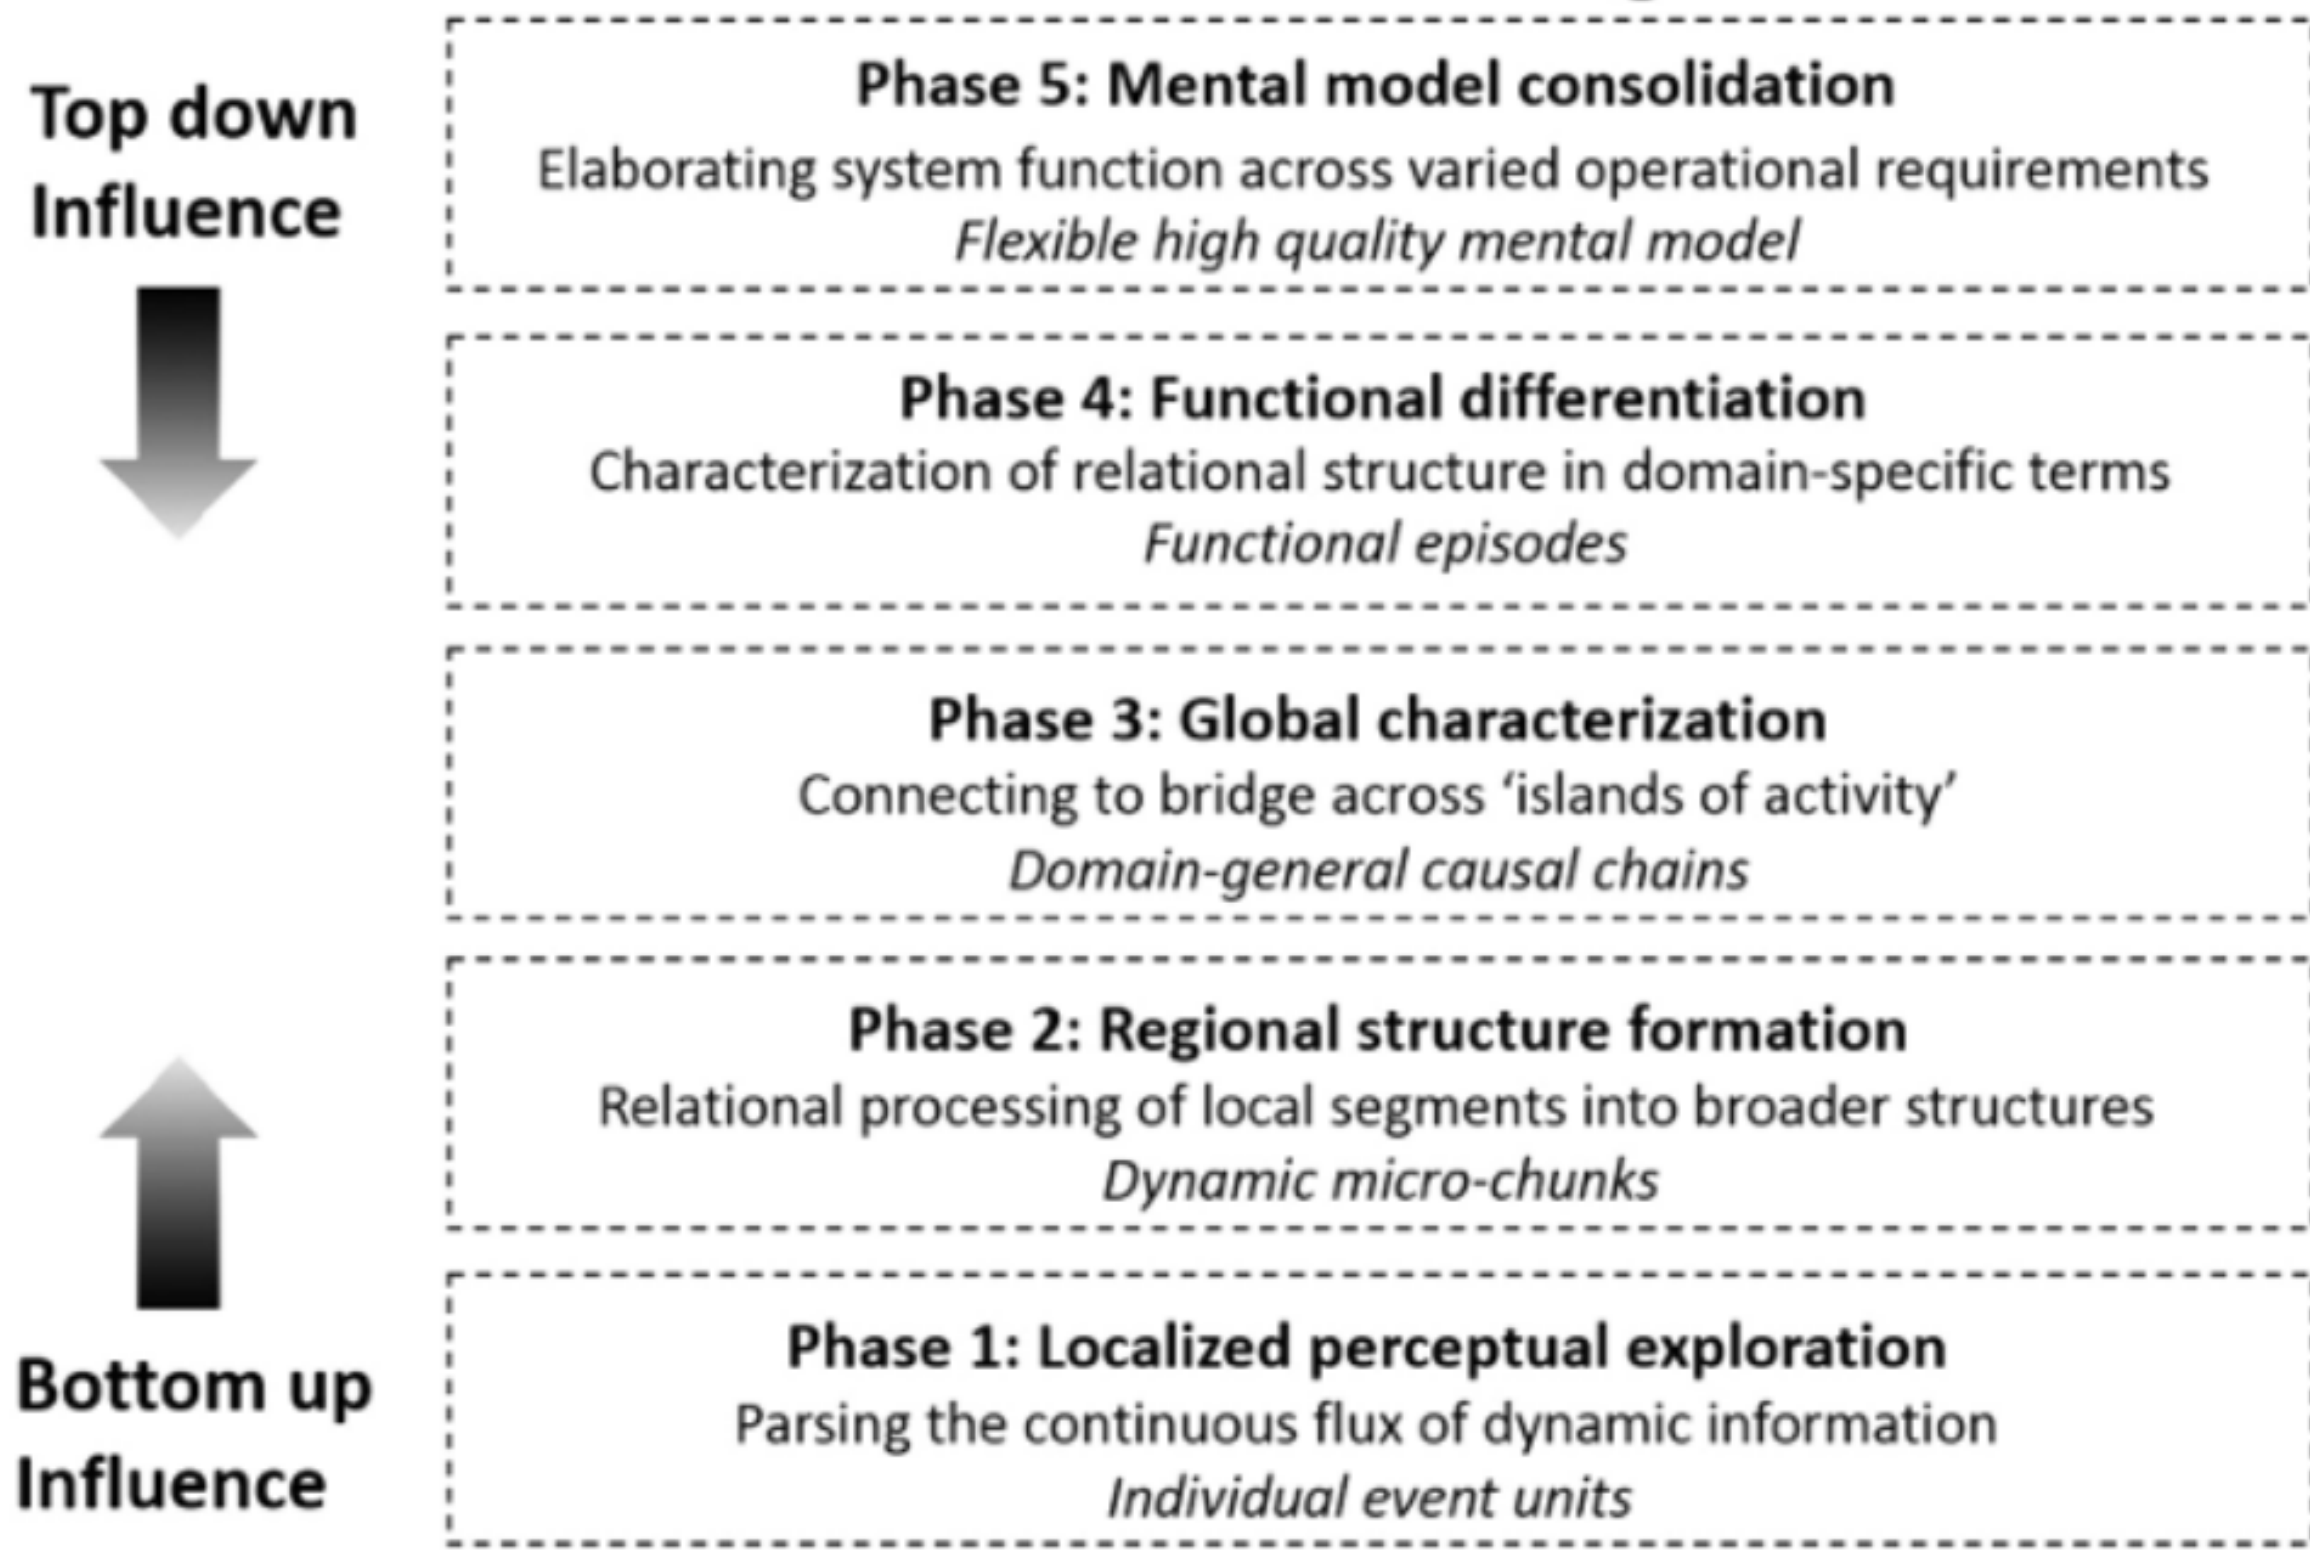 Top down
Influence
Phase 5: Mental model consolidation
Elaborating system function across varied operational requirements
Flexible high quality mental model
Phase 4: Functional differentiation
Characterization of relational structure in domain-specific terms
Functional episodes
Phase 3: Global characterization
Connecting to bridge across ‘islands of activity’
Domain-general causal chains
Phase 2: Regional structure formation
Relational processing of local segments into broader structures
Dynamic micro-chunks
Phase 1: Localized perceptual exploration
Parsing the continuous flux of dynamic information
Individual event units
Bottom up
Influence